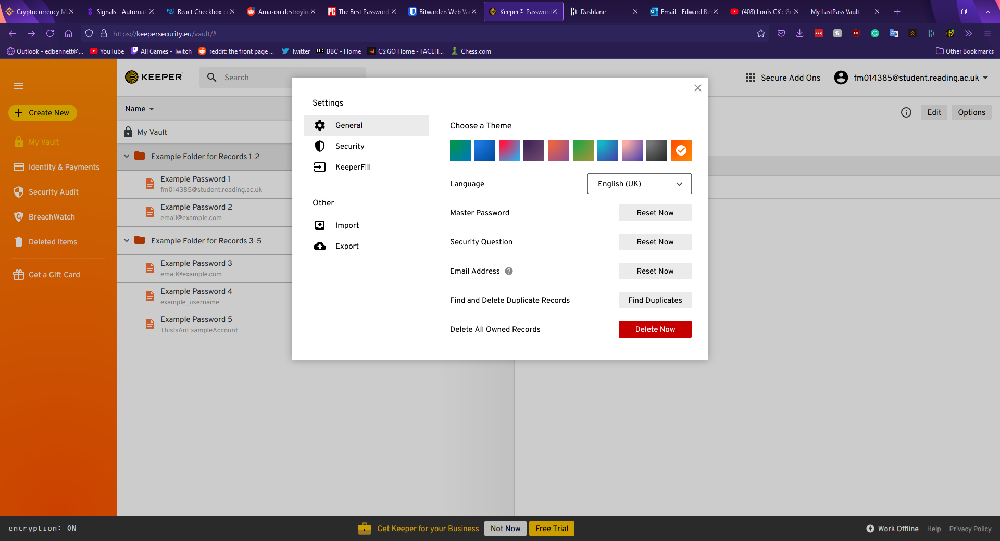 Cryptocurrency M
Signals - Automat
React Checkbox c
Amazon destroyin
The Best Password
Bitwarden Web Va
Keeper® Password
Dashlane
Email - Edward Be
(408) Louis CK : Ge
My LastPass Vault
https://keepersecurity.eu/vault/#
Outlook - edbennett@...
YouTube
All Games - Twitch
reddit: the front page ...
Twitter
BBC - Home
CS:GO Home - FACEIT...
Chess.com
Other Bookmarks
KEEPER
Search
Secure Add Ons
fm014385@student.reading.ac.uk
Create New
My Vault
Identity & Payments
Security Audit
BreachWatch
Deleted Items
Get a Gift Card
Name
My Vault
Example Folder for Records 1-2
Example Password 1
fm014385@student.reading.ac.uk
Example Password 2
email@example.com
Example Folder for Records 3-5
Example Password 3
email@example.com
Example Password 4
example_username
Example Password 5
ThisIsAnExampleAccount
Edit
Options
Settings
General
Security
KeeperFill
Other
Import
Export
Choose a Theme
Language
English (UK)
Master Password
Reset Now
Security Question
Reset Now
Email Address
Reset Now
Find and Delete Duplicate Records
Find Duplicates
Delete All Owned Records
Delete Now
encryption: ON
Get Keeper for your Business
Not Now
Free Trial
Work Offline
Help
Privacy Policy